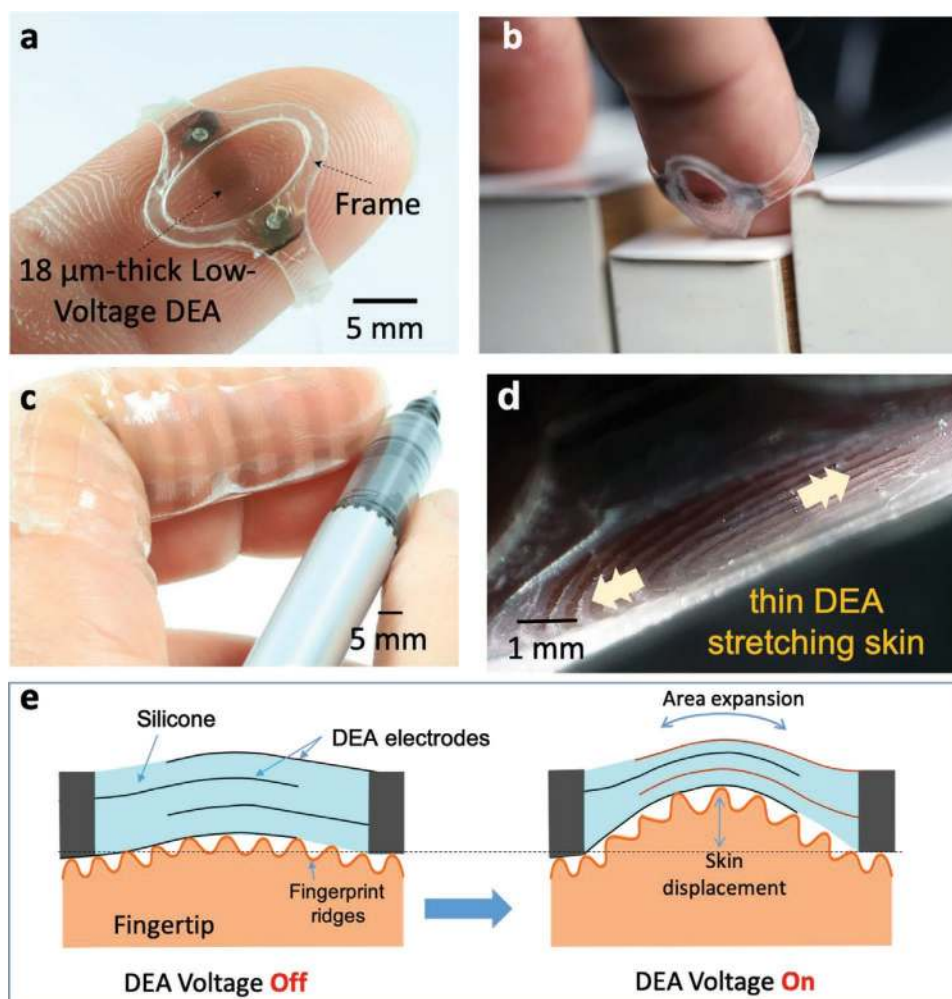 a
Frame
18 μm-thick Low-
Voltage DEA
5 mm
b
c
5 mm
d
1 mm
thin DEA
stretching skin
e
Silicone
DEA electrodes
Fingerprint
ridges
Fingertip
DEA Voltage Off
Area expansion
Skin
displacement
DEA Voltage On